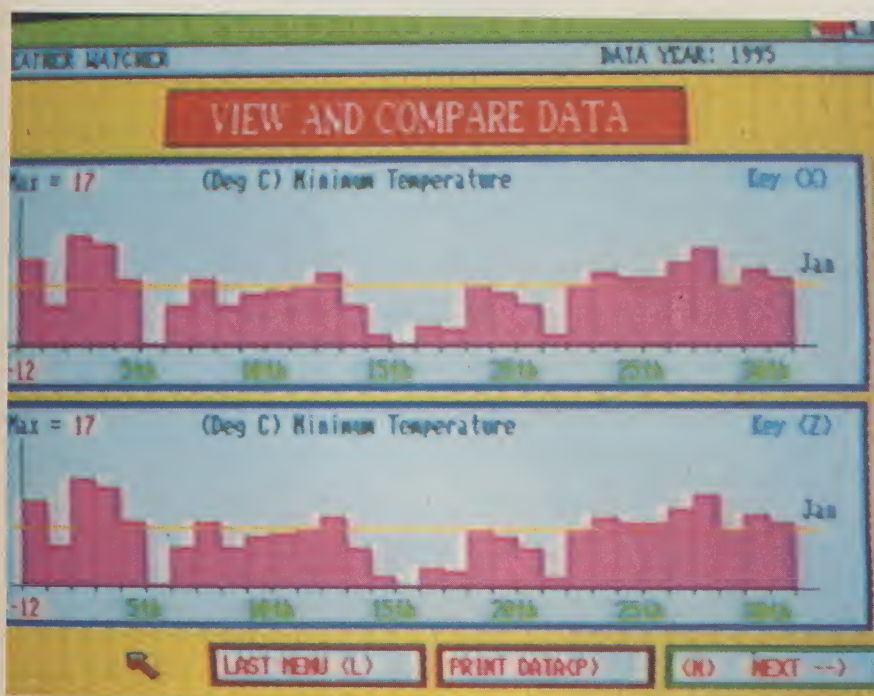 EATHER WATCHER DATA YEAR: 1995
VIEW AND COMPARE DATA
Max = 17 (Deg C) Minimum Temperature Key (X)
Jan
-12 5th 10th 15th 20th 25th 30th
Max = 17 (Deg C) Minimum Temperature Key (Z)
Jan
-12 5th 10th 15th 20th 25th 30th
LAST MENU (L) PRINT DATA(P) (N) NEXT -->